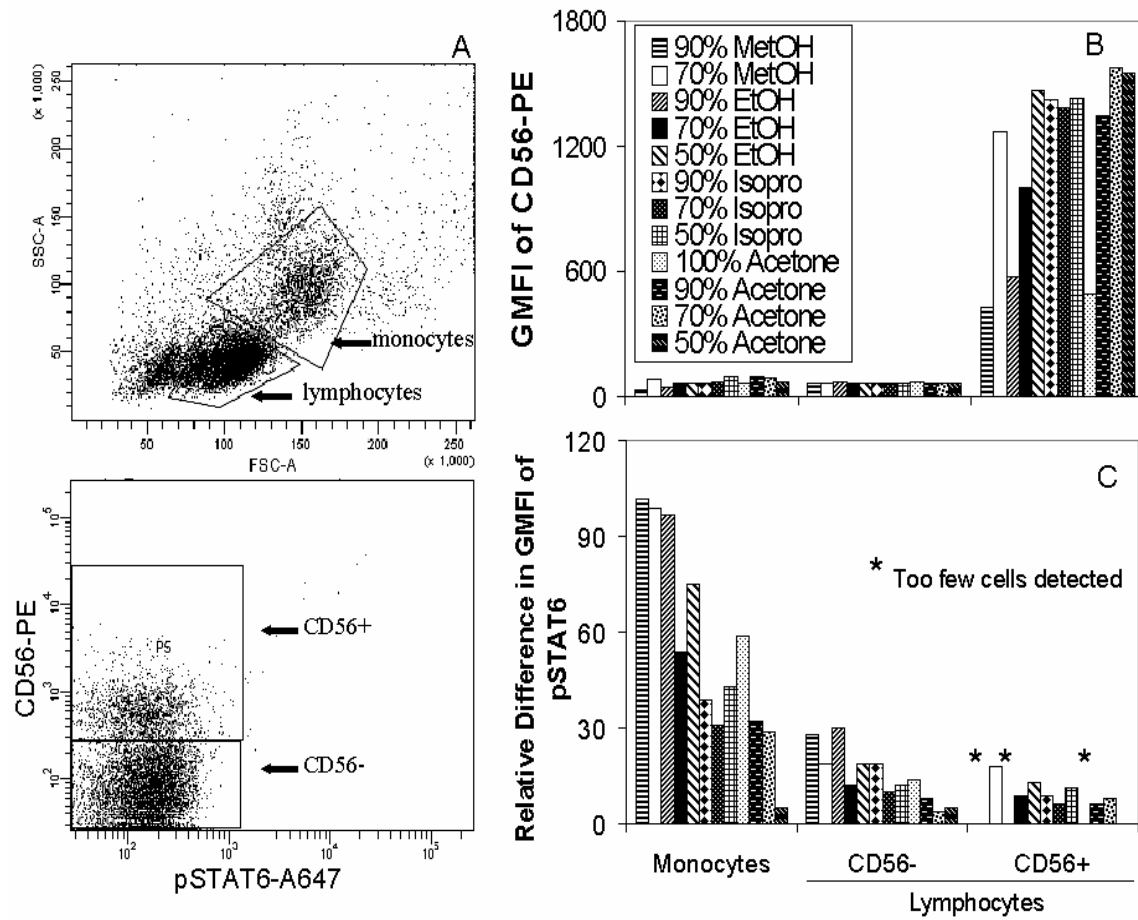 A
(x 1,000)
250
200
150
100
50
SSC-A
monocytes
lymphocytes
50 100 150 200 250
FSC-A
(x 1,000)
10^5
10^4
10^3
10^2
CD56-PE
P5
CD56+
CD56-
10^2 10^3 10^4 10^5
pSTAT6-A647
B
GMFI of CD56-PE
1800
1200
600
0
90% MetOH
70% MetOH
90% EtOH
70% EtOH
50% EtOH
90% Isopro
70% Isopro
50% Isopro
100% Acetone
90% Acetone
70% Acetone
50% Acetone
C
Relative Difference in GMFI of
pSTAT6
120
90
60
30
0
* Too few cells detected
* * *
Monocytes CD56- CD56+
Lymphocytes